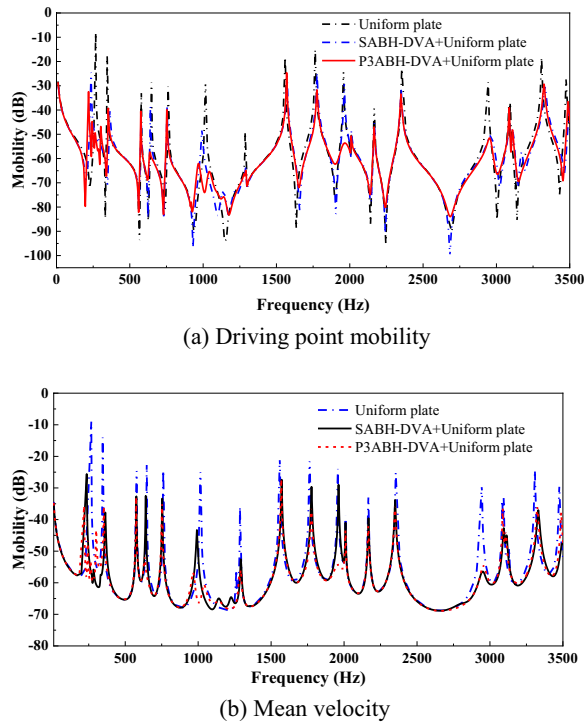 Uniform plate
SABH-DVA+Uniform plate
P3ABH-DVA+Uniform plate
Mobility (dB)
0
-10
-20
-30
-40
-50
-60
-70
-80
-90
-100
0 500 1000 1500 2000 2500 3000 3500
Frequency (Hz)
(a) Driving point mobility
Uniform plate
SABH-DVA+Uniform plate
P3ABH-DVA+Uniform plate
Mobility (dB)
0
-10
-20
-30
-40
-50
-60
-70
-80
500 1000 1500 2000 2500 3000 3500
Frequency (Hz)
(b) Mean velocity